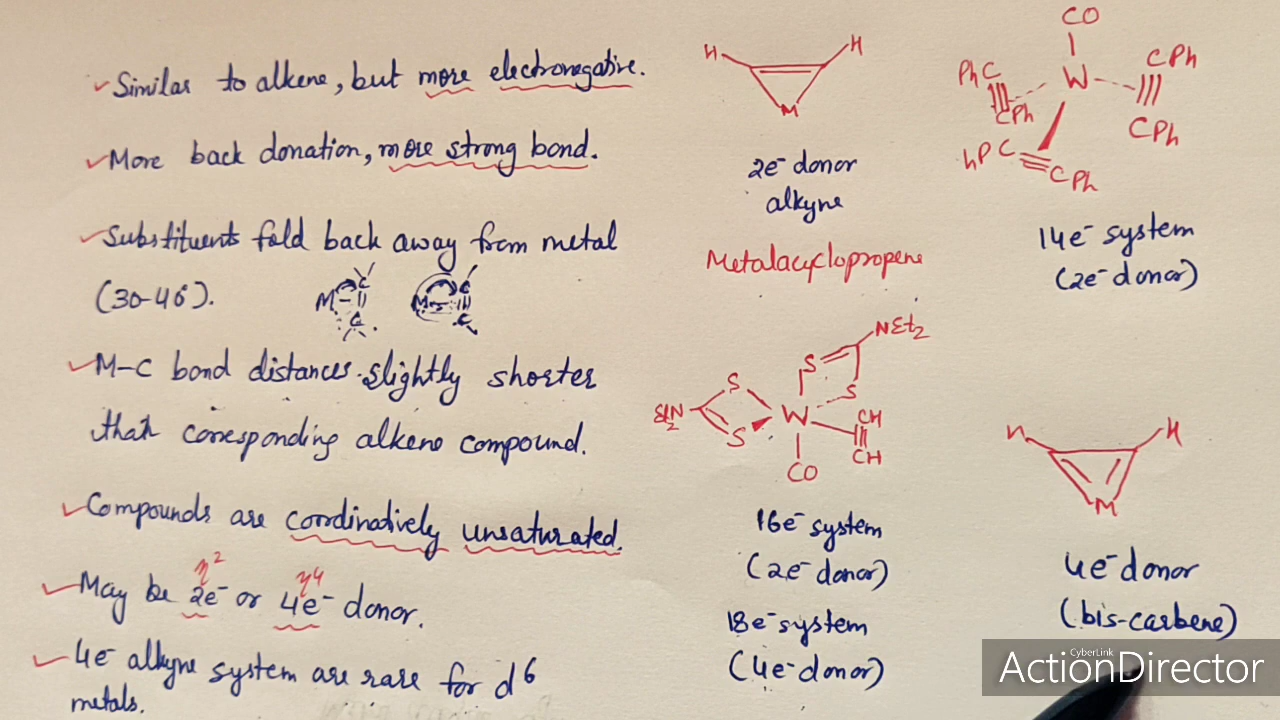 Similar to alkene, but more electronegative.
More back donation, more strong bond.
Substituents fold back away from metal
(30-40°).
M
C
C
M
C
C
M-C bond distances slightly shorter
than corresponding alkene compound.
Compounds are coordinatively unsaturated.
η2 η4
May be 2e- or 4e- donor.
4e- alkyne system are rare for d6
metals.
H H
M
2e- donor
alkyne
Metalacyclopropene
CO
W
PhC
CPh
CPh
CPh
hPC
CPh
14e- system
(2e- donor)
NEt2
S
S
S
S
W
CH
CH
CO
16e- system
(2e- donor)
18e- system
(4e- donor)
H
M
4e- donor
(bis-carbene)
CyberLink
ActionDirector